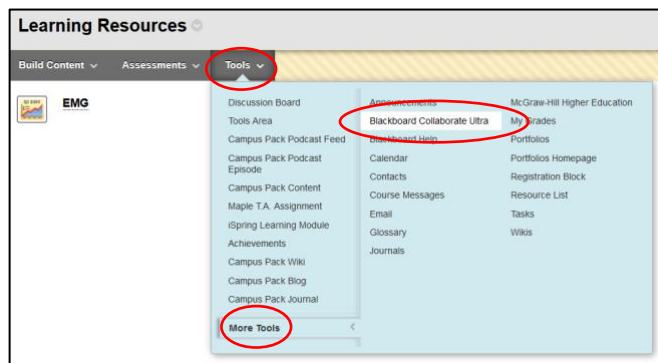 Learning Resources
Build Content
Assessments
Tools
EMG
Discussion Board
Tools Area
Campus Pack Podcast Feed
Campus Pack Podcast
Episode
Campus Pack Content
Maple T.A. Assignment
iSpring Learning Module
Achievements
Campus Pack Wiki
Campus Pack Blog
Campus Pack Journal
More Tools
Announcements
Blackboard Collaborate Ultra
Blackboard Help
Calendar
Contacts
Course Messages
Email
Glossary
Journals
McGraw-Hill Higher Education
My Grades
Portfolios
Portfolios Homepage
Registration Block
Resource List
Tasks
Wikis